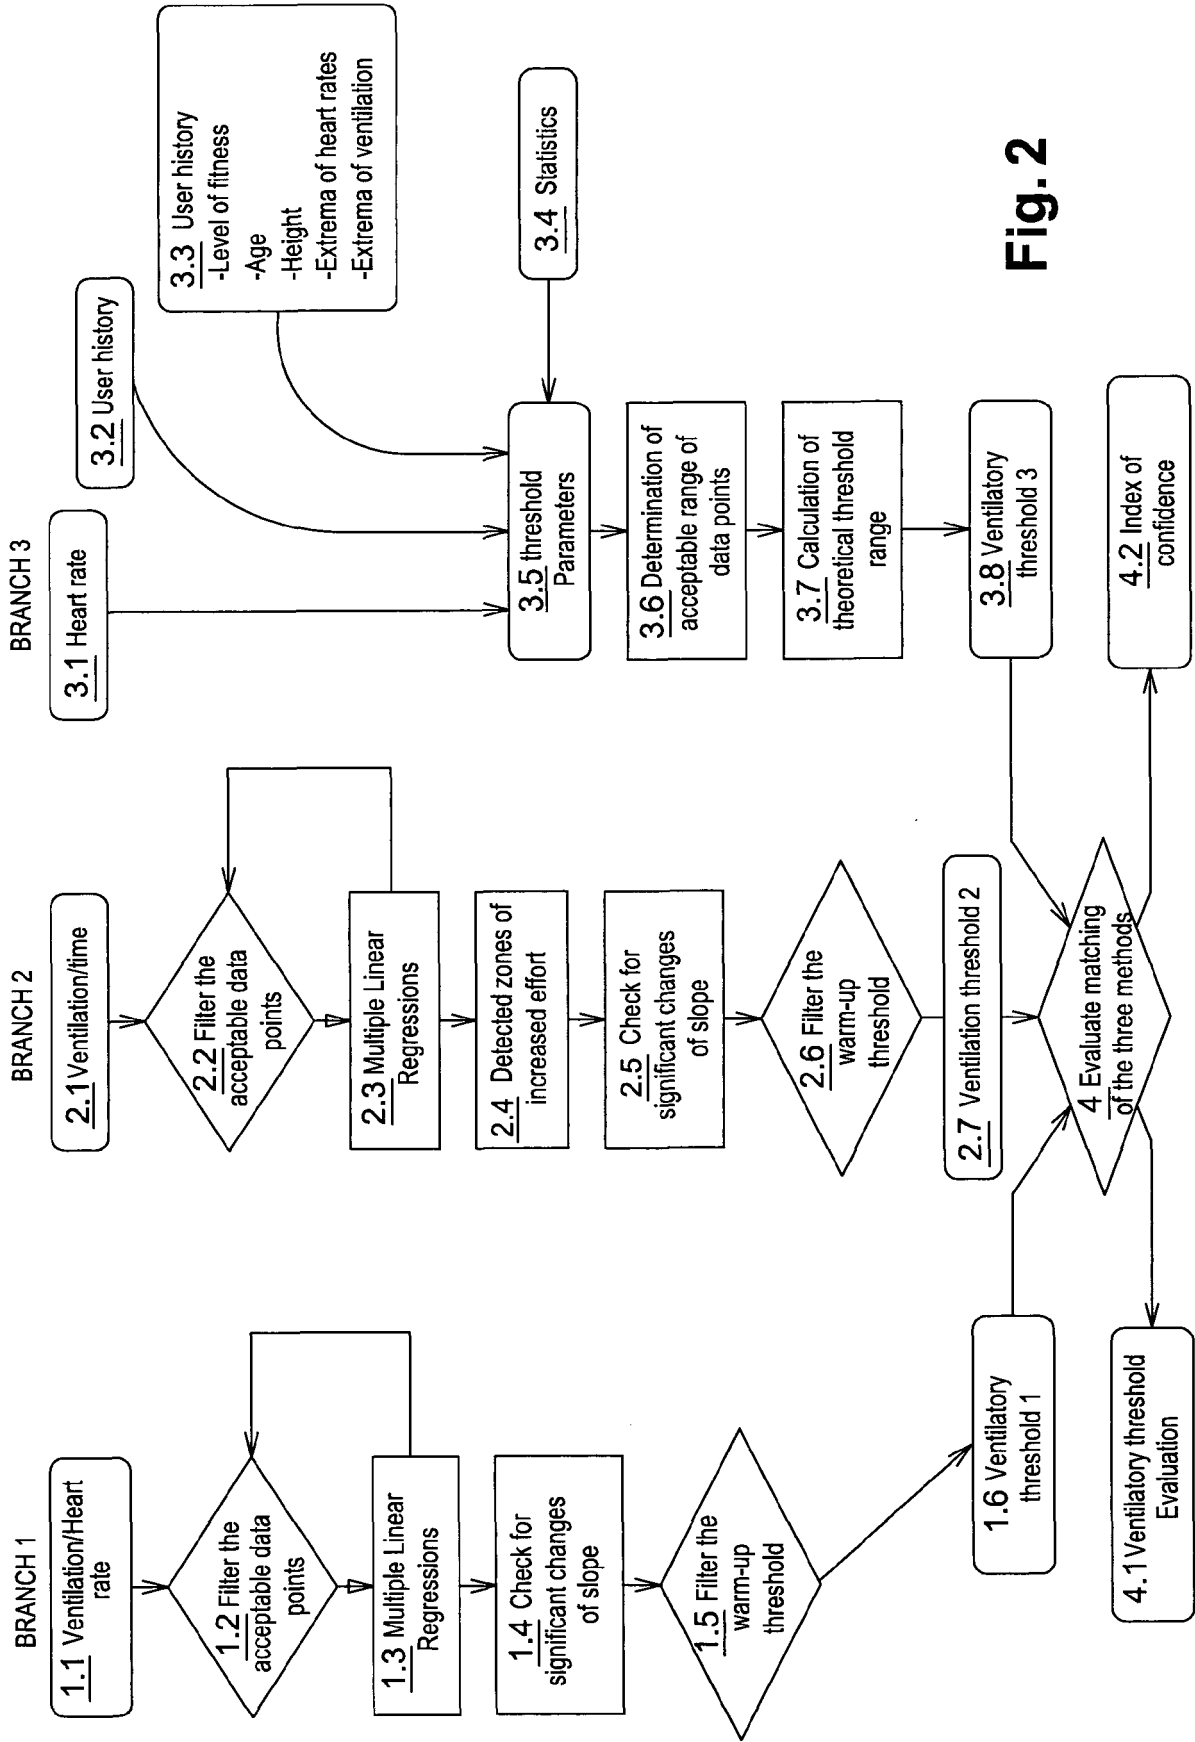 BRANCH 1
1.1 Ventilation/Heart
rate
1.2 Filter the
acceptable data
points
1.3 Multiple Linear
Regressions
1.4 Check for
significant changes
of slope
1.5 Filter the
warm-up
threshold
1.6 Ventilatory
threshold 1
BRANCH 2
2.1 Ventilation/time
2.2 Filter the
acceptable data
points
2.3 Multiple Linear
Regressions
2.4 Detected zones of
increased effort
2.5 Check for
significant changes
of slope
2.6 Filter the
warm-up
threshold
2.7 Ventilation threshold 2
BRANCH 3
3.1 Heart rate
3.2 User history
3.3 User history
-Level of fitness
-Age
-Height
-Extrema of heart rates
-Extrema of ventilation
3.4 Statistics
3.5 threshold
Parameters
3.6 Determination of
acceptable range of
data points
3.7 Calculation of
theoretical threshold
range
3.8 Ventilatory
threshold 3
4 Evaluate matching
of the three methods
4.1 Ventilatory threshold
Evaluation
4.2 Index of
confidence
Fig. 2